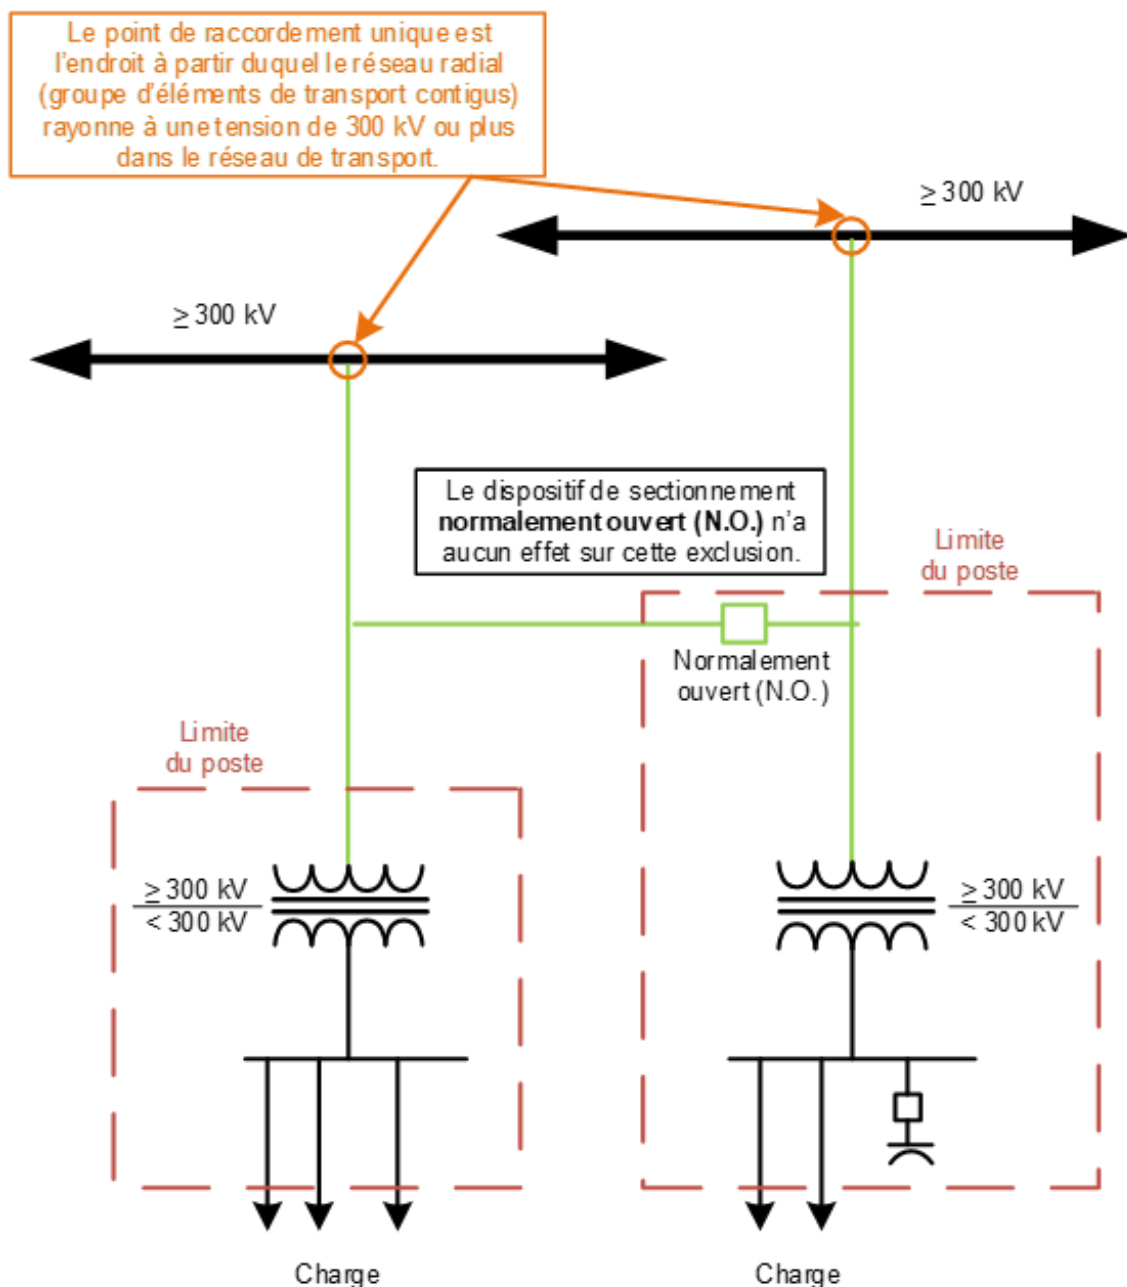 Le point de raccordement unique est
l'endroit à partir duquel le réseau radial
(groupe d'éléments de transport contigus)
rayonne à une tension de 300 kV ou plus
dans le réseau de transport.
≥ 300 kV
≥ 300 kV
Le dispositif de sectionnement
normalement ouvert (N.O.) n'a
aucun effet sur cette exclusion.
Limite
du poste
Normalement
ouvert (N.O.)
Limite
du poste
≥ 300 kV
< 300 kV
≥ 300 kV
< 300 kV
Charge
Charge